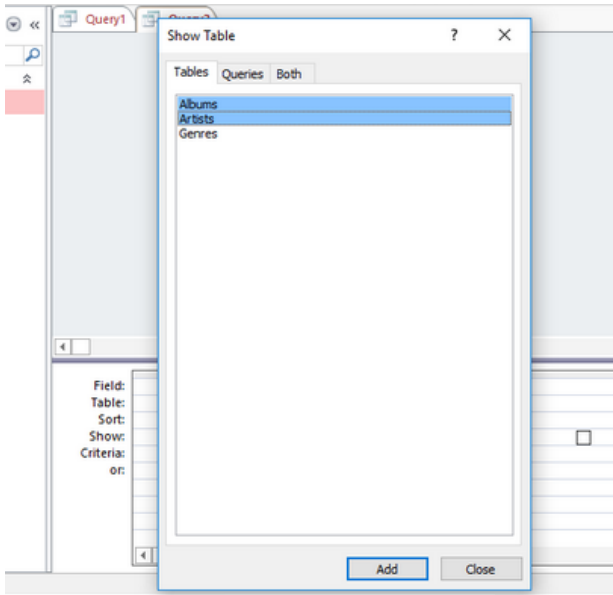 Query1
Show Table
?
Tables Queries Both
Albums
Artists
Genres
Field:
Table:
Sort:
Show:
Criteria:
or:
Add Close